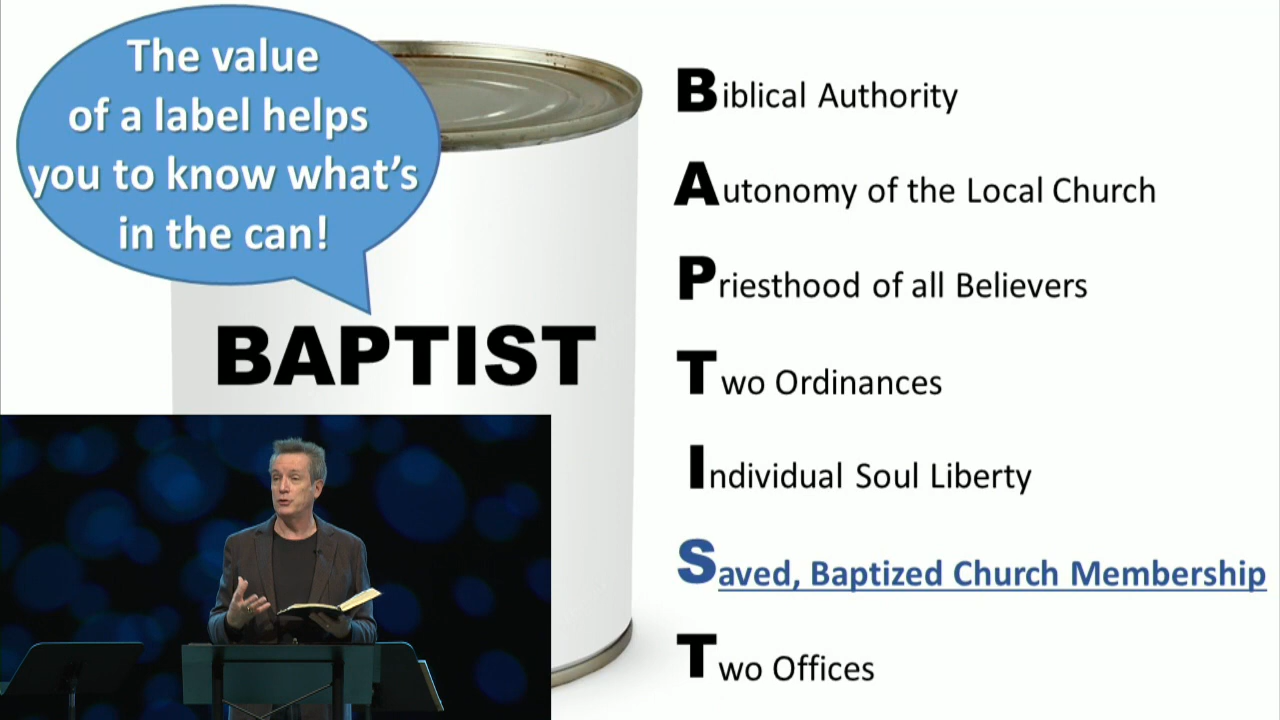 The value
of a label helps
you to know what's
in the can!
BAPTIST
Biblical Authority
Autonomy of the Local Church
Priesthood of all Believers
Two Ordinances
Individual Soul Liberty
Saved, Baptized Church Membership
Two Offices